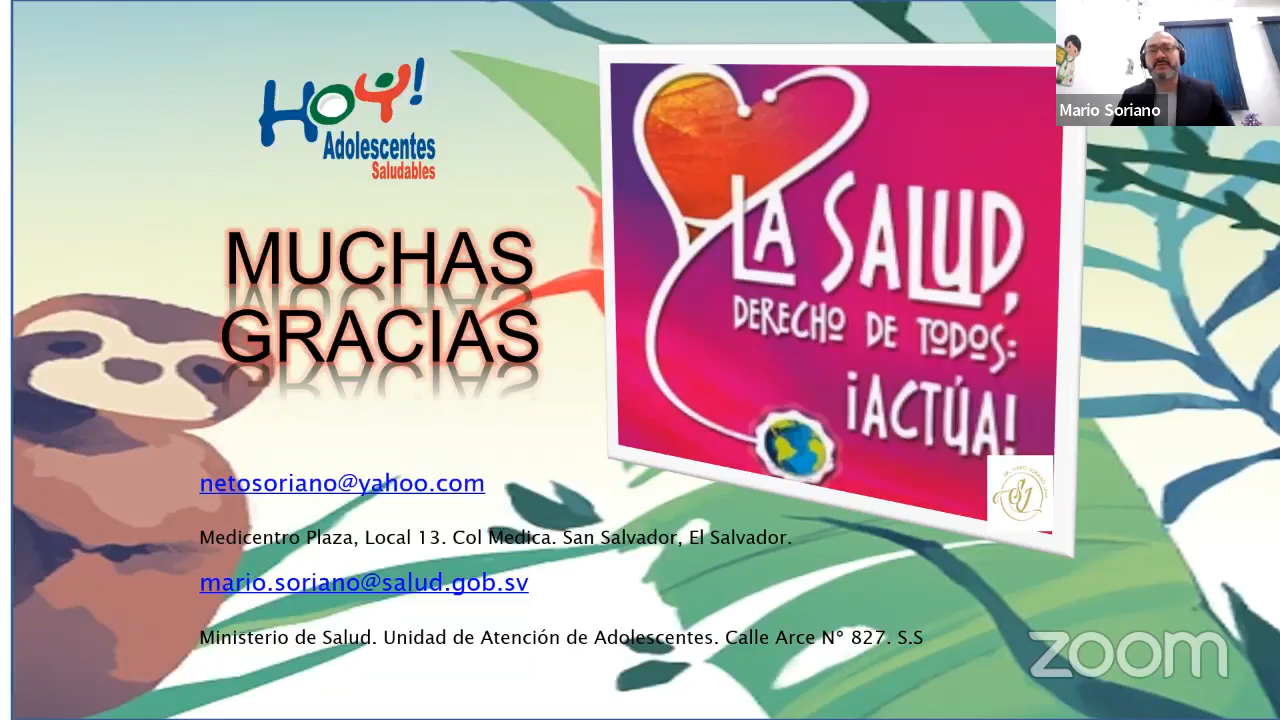 HOY!
Adolescentes
Saludables
MUCHAS
GRACIAS
LA SALUD,
DERECHO DE TODOS:
¡ACTÚA!
Mario Soriano
netosoriano@yahoo.com
Medicentro Plaza, Local 13. Col Medica. San Salvador, El Salvador.
mario.soriano@salud.gob.sv
Ministerio de Salud. Unidad de Atención de Adolescentes. Calle Arce N° 827. S.S
zoom